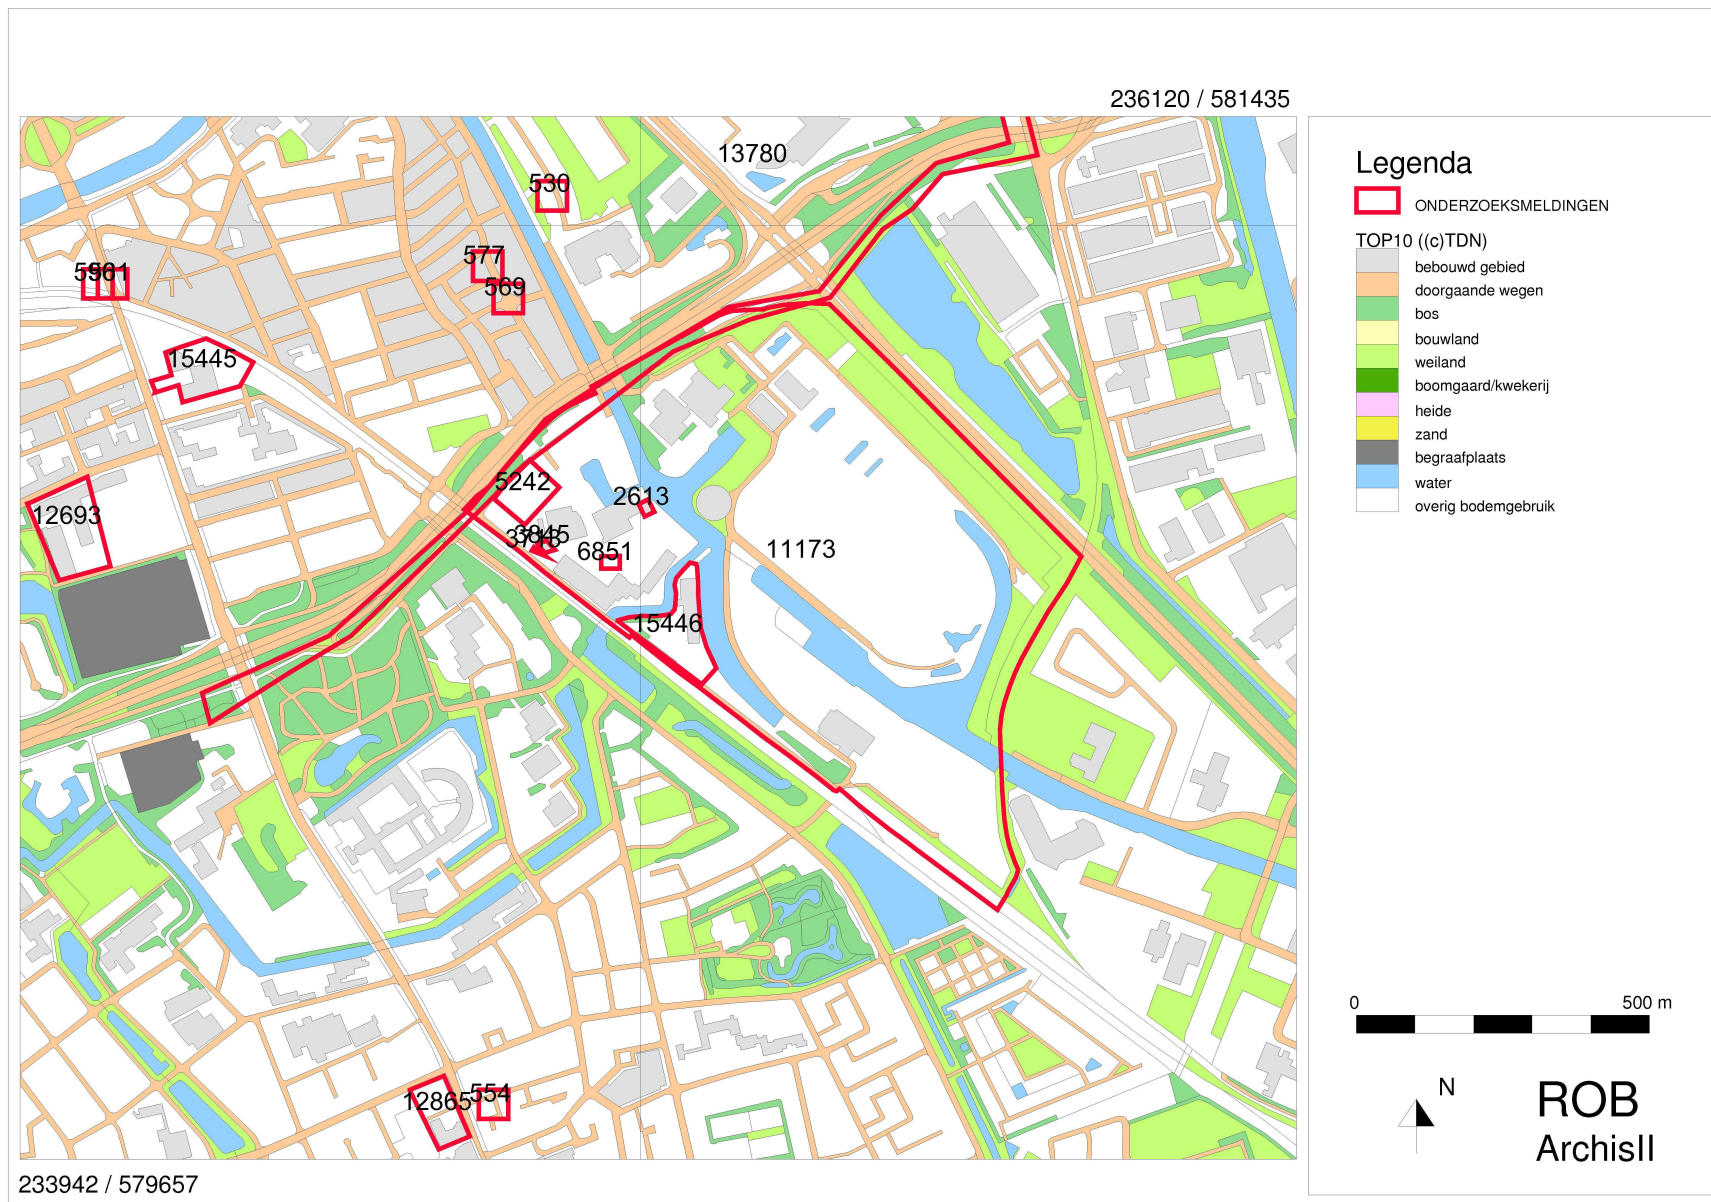 236120 / 581435
13780
530
577
569
15445
5242
2613
12693
3845
6851
11173
15446
12865
554
233942 / 579657
Legenda
ONDERZOEKSMELDINGEN
TOP10 ((c)TDN)
bebouwd gebied
doorgaande wegen
bos
bouwland
weiland
boomgaard/kwekerij
heide
zand
begraafplaats
water
overig bodemgebruik
0 500 m
N
ROB
ArchisII